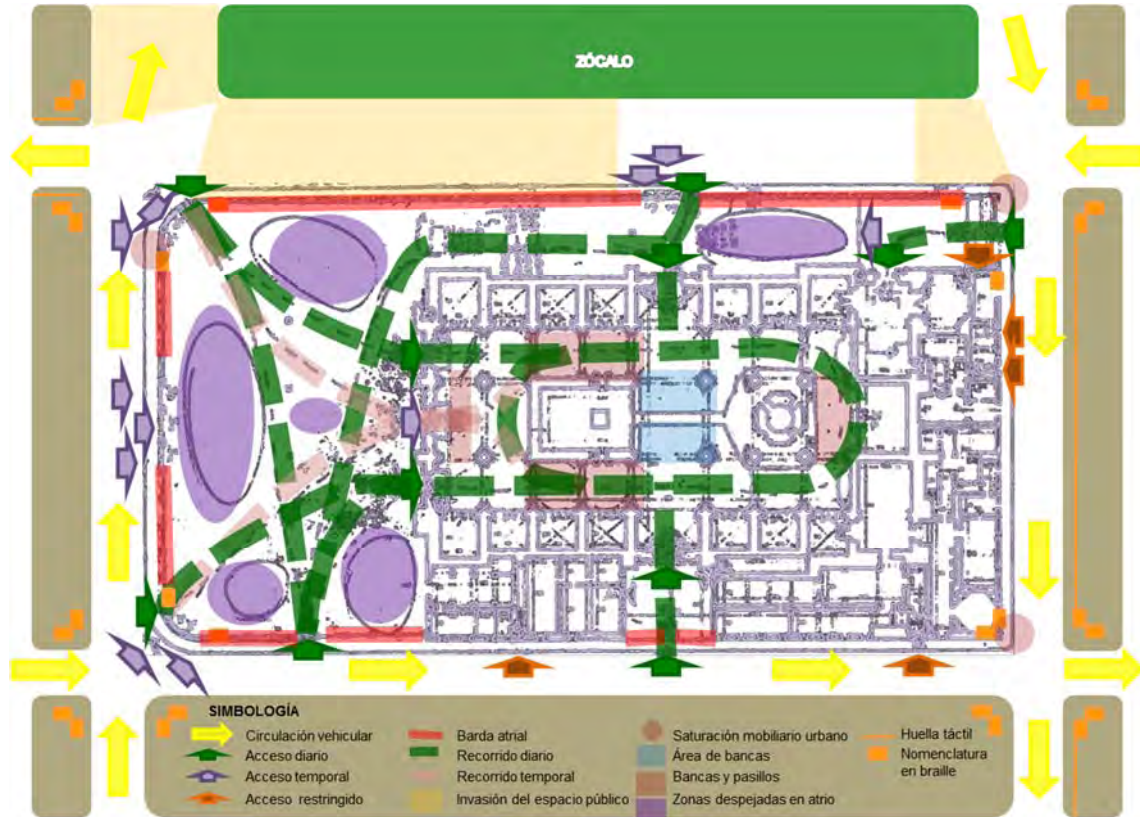 ZÓCALO
SIMBOLOGÍA
Circulación vehicular
Acceso diario
Acceso temporal
Acceso restringido
Barda atrial
Recorrido diario
Recorrido temporal
Invasión del espacio público
Saturación mobiliario urbano
Área de bancas
Bancas y pasillos
Zonas despejadas en atrio
Huella táctil
Nomenclatura
en braille